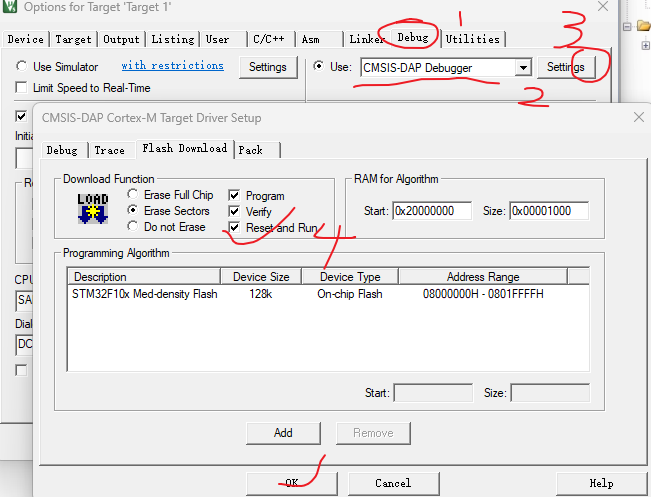 Options for Target 'Target 1'
Device Target Output Listing User C/C++ Asm Linker Debug Utilities
1
3
Use Simulator with restrictions Settings Use: CMSIS-DAP Debugger Settings
2
Limit Speed to Real-Time
CMSIS-DAP Cortex-M Target Driver Setup
Initia
Debug Trace Flash Download Pack
Download Function
LOAD
Erase Full Chip Program
Erase Sectors Verify
Do not Erase Reset and Run
4
RAM for Algorithm
Start: 0x20000000 Size: 0x00001000
Re
Programming Algorithm
Description Device Size Device Type Address Range
STM32F10x Med-density Flash 128k On-chip Flash 08000000H - 0801FFFFH
CPU
SA
Dial
DC
Start: Size:
Add Remove
OK Cancel Help